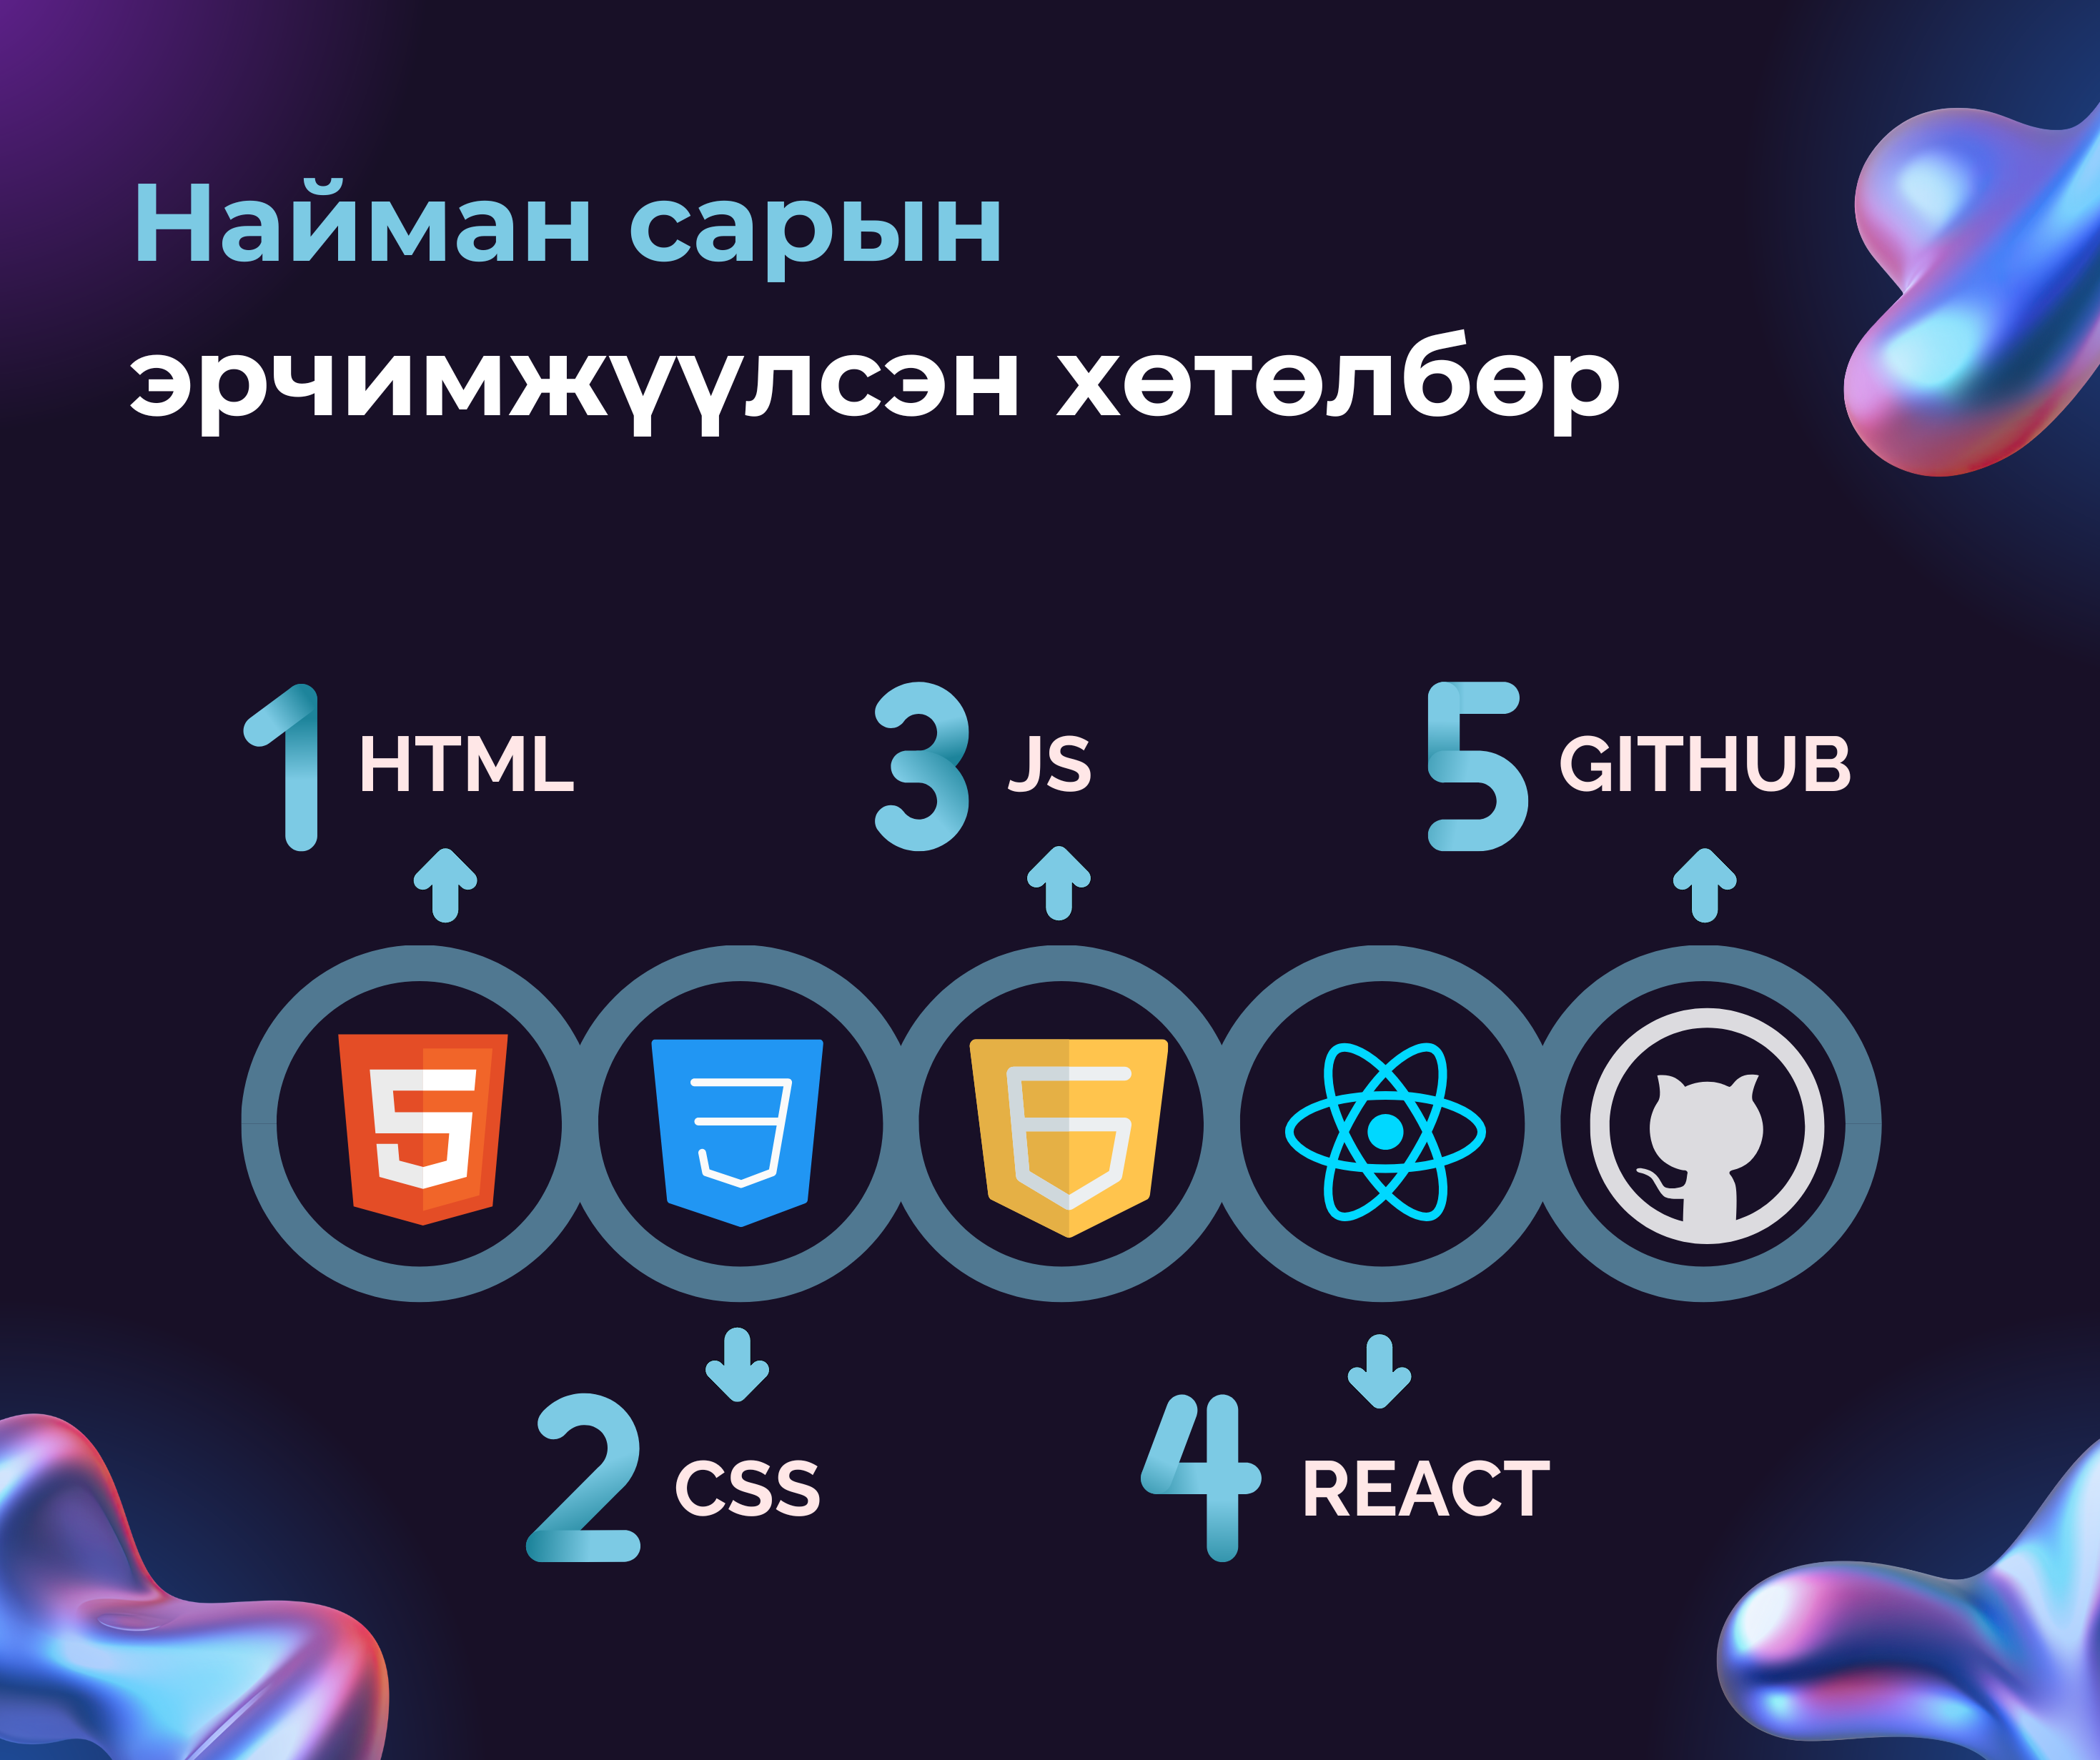 Найман сарын
эрчимжүүлсэн хөтөлбөр
1 HTML
3 JS
5 GITHUB
2 CSS
4 REACT